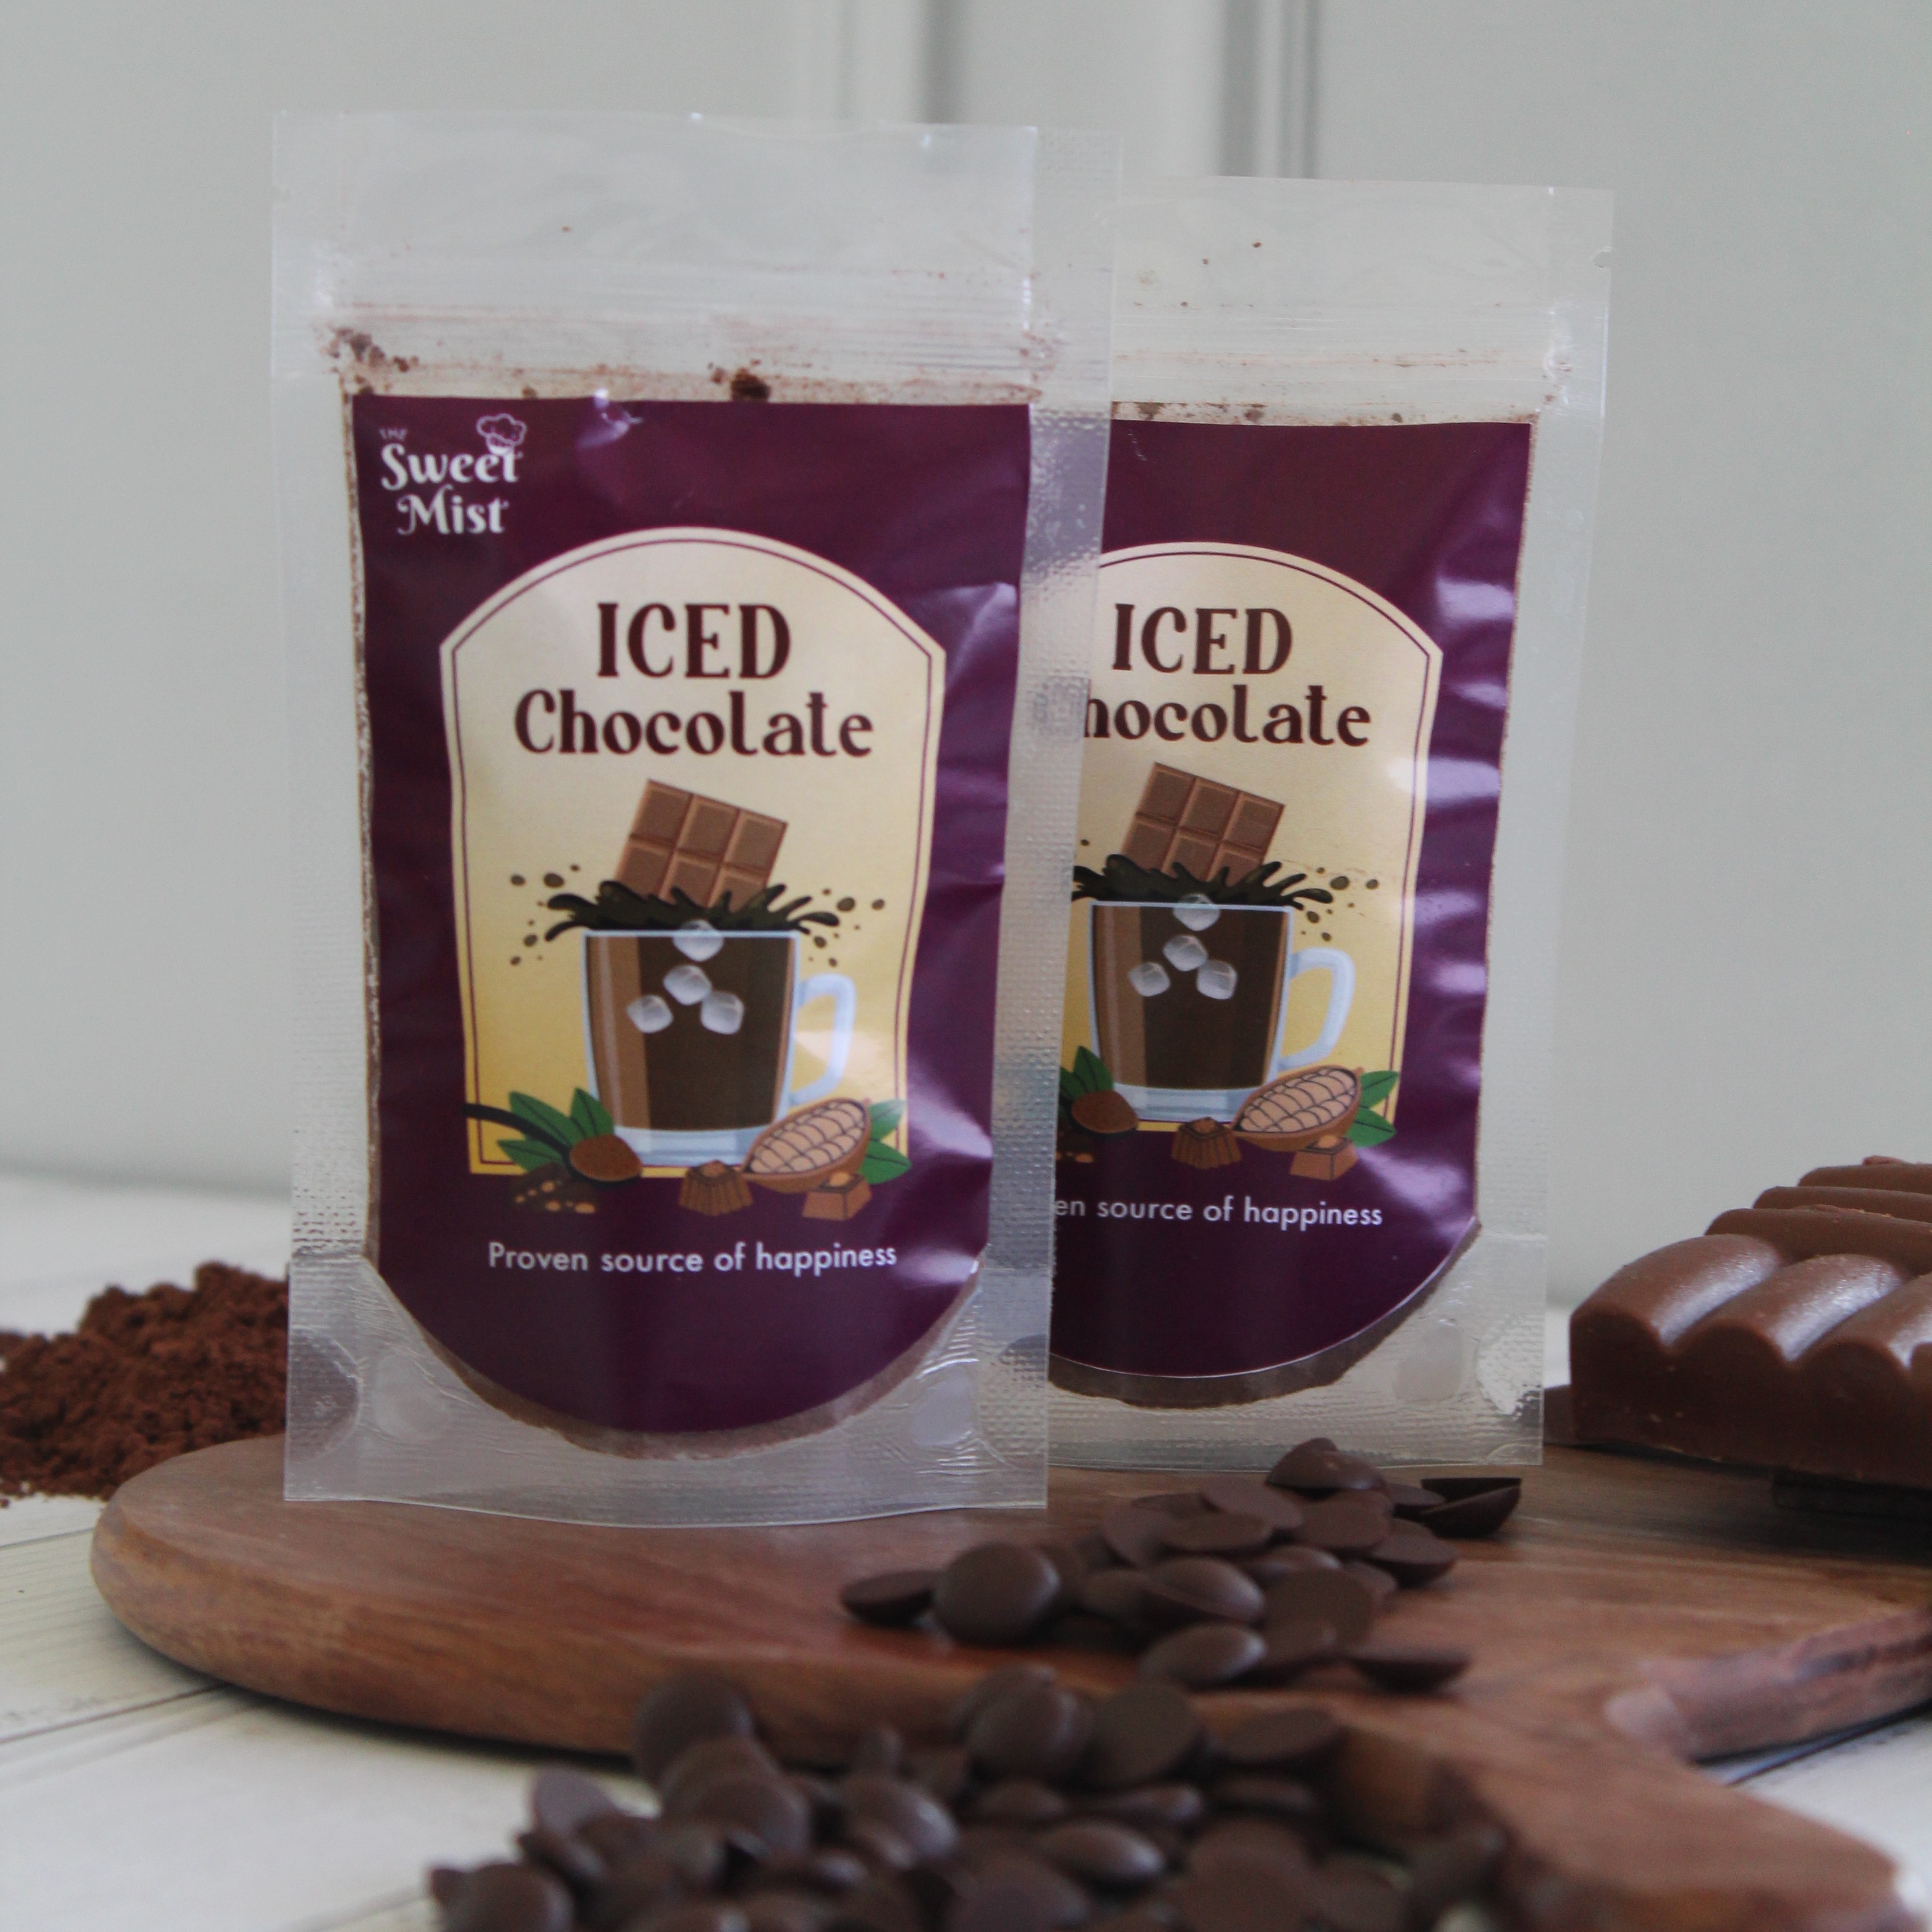 THE
Sweet
Mist
ICED
Chocolate
Proven source of happiness
ICED
hocolate
en source of happiness